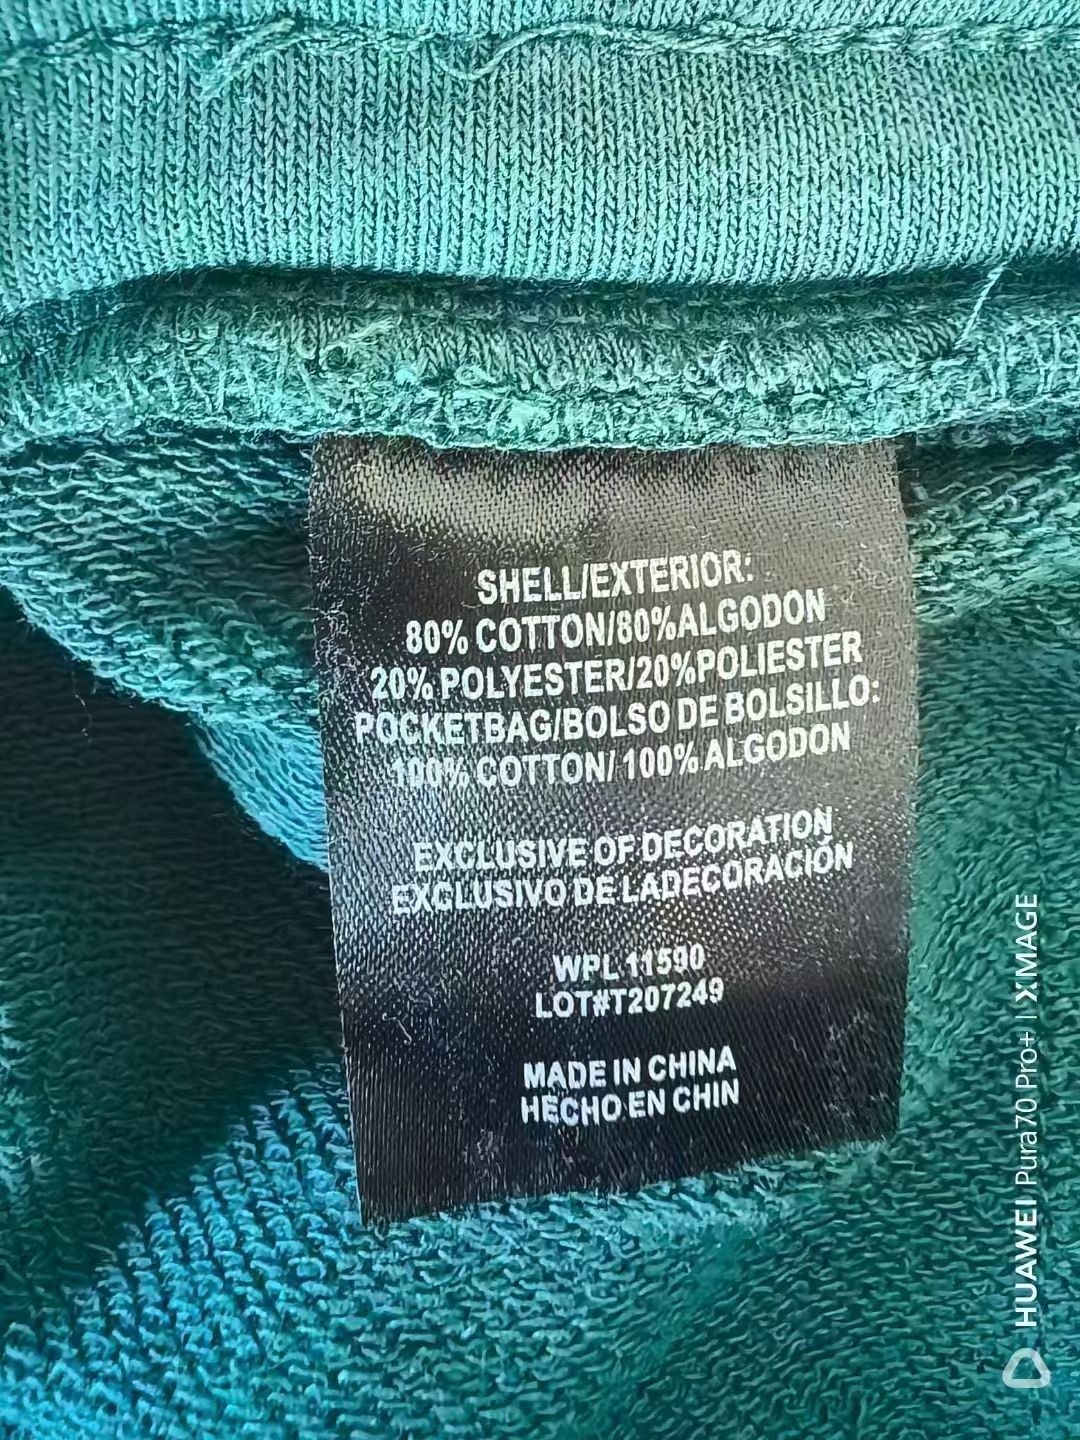 SHELL/EXTERIOR:
80% COTTON/80%ALGODON
20% POLYESTER/20%POLIESTER
POCKETBAG/BOLSO DE BOLSILLO:
100% COTTON/ 100% ALGODON
EXCLUSIVE OF DECORATION
EXCLUSIVO DE LADECORACIÓN
WPL 11590
LOT#T207249
MADE IN CHINA
HECHO EN CHIN
HUAWEI Pura70 Pro+ | XMAGE